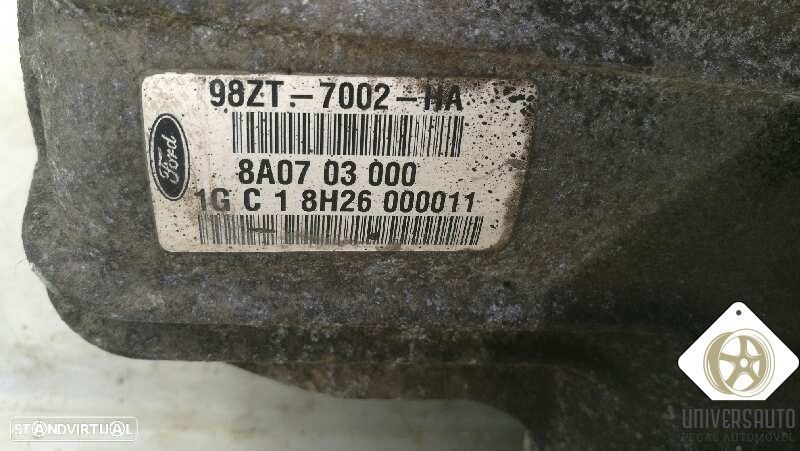 98ZT-7002-HA
Ford
8A07 03 000
1G C 1 8H26 000011
UNIVERSAUTO
PEÇAS AUTOMÓVEL
STANDVIRTUAL